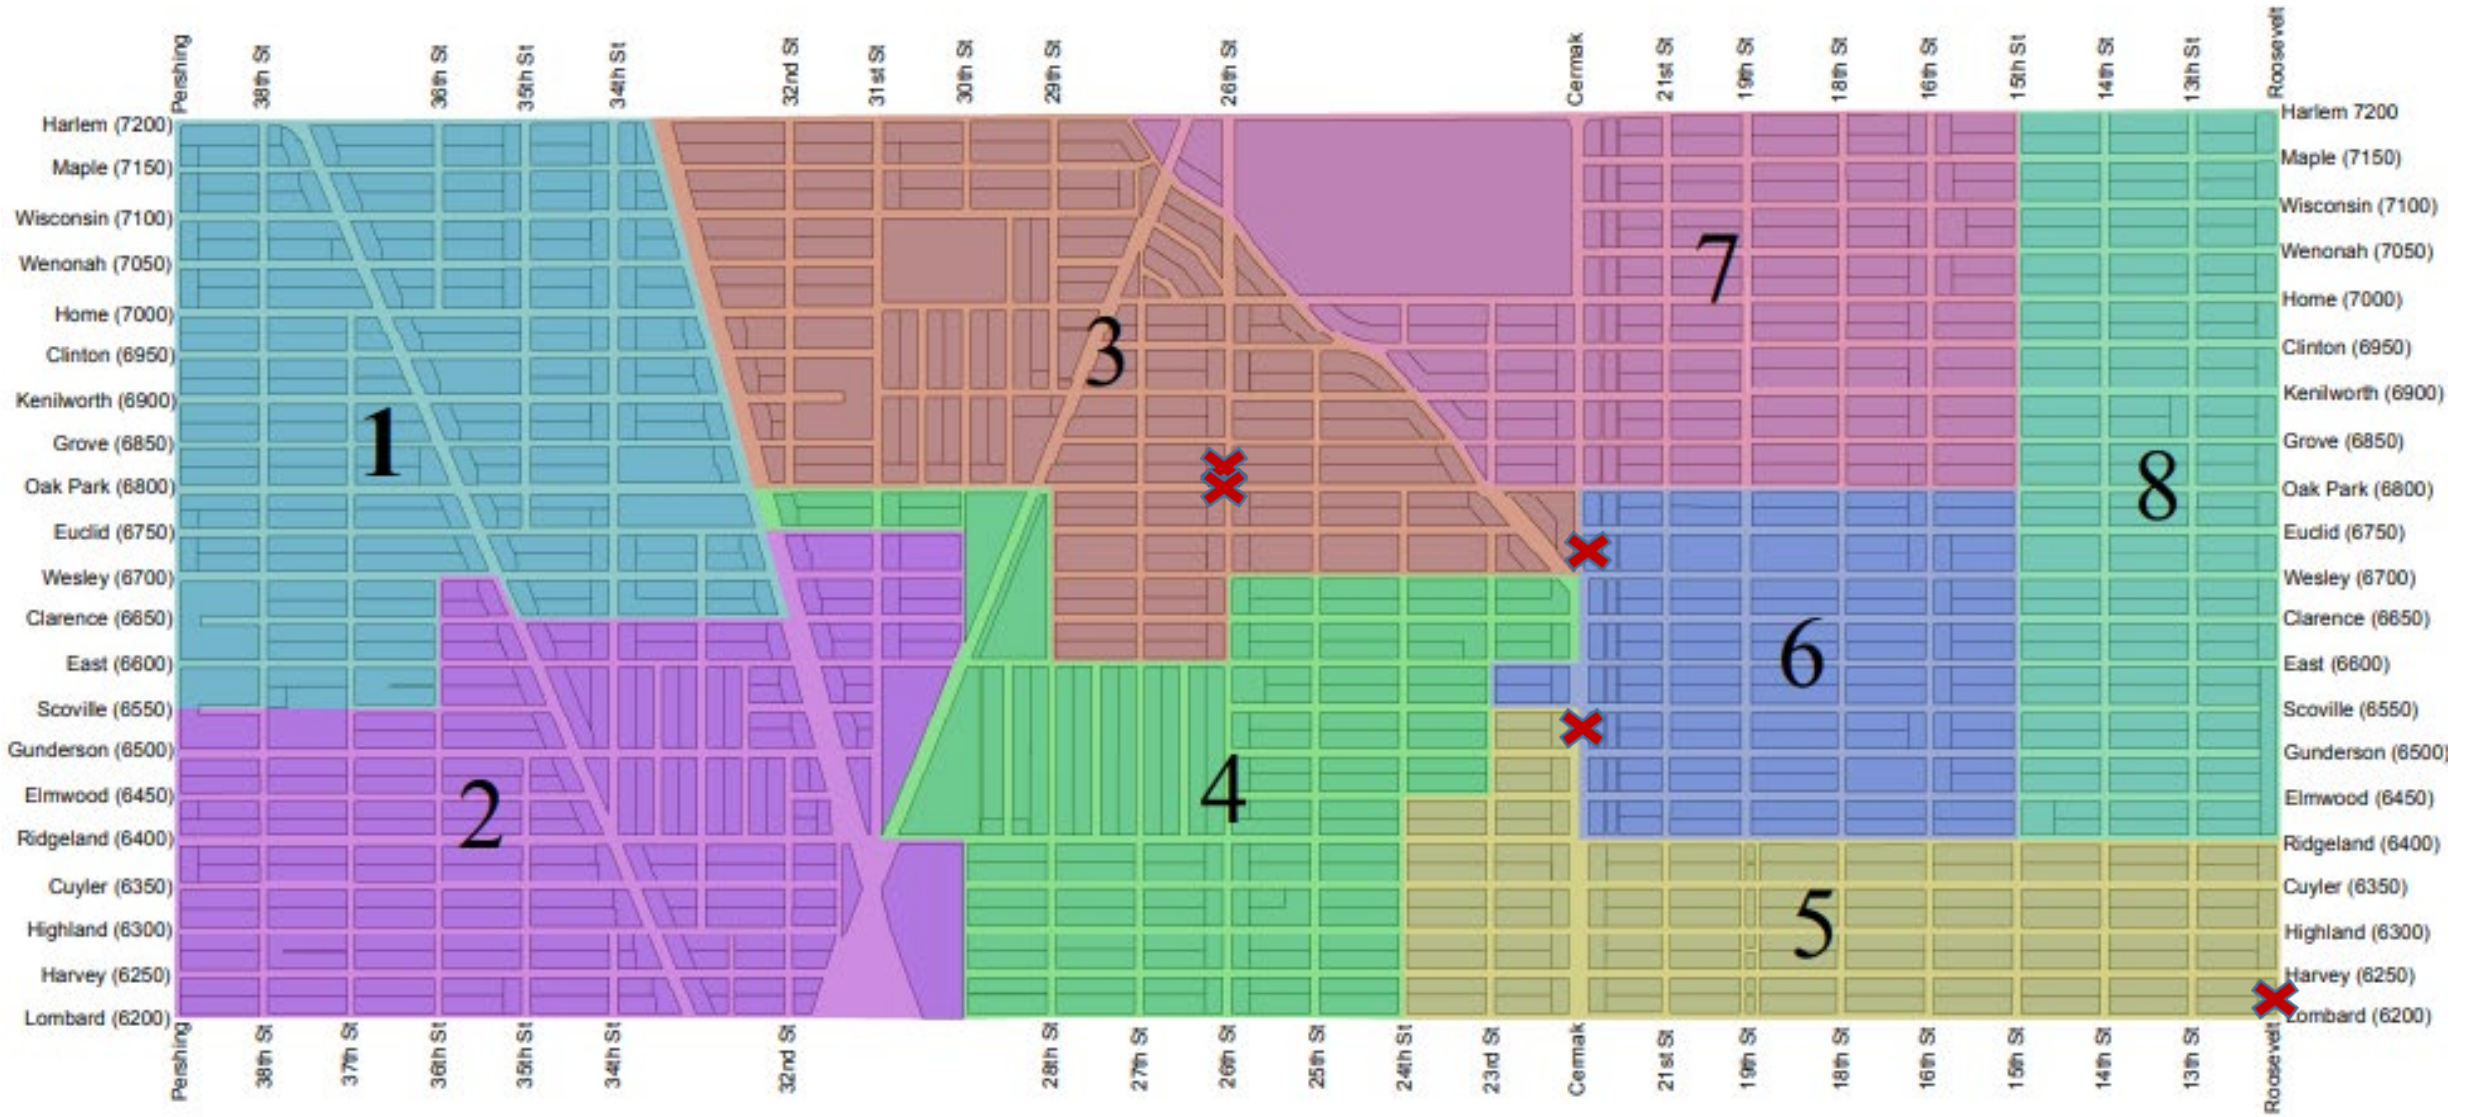 Pershing
38th St
36th St
35th St
34th St
32nd St
31st St
30th St
29th St
26th St
Cermak
21st St
19th St
18th St
16th St
15th St
14th St
13th St
Roosevelt
Harlem (7200)
Maple (7150)
Wisconsin (7100)
Wenonah (7050)
Home (7000)
Clinton (6950)
Kenilworth (6900)
Grove (6850)
Oak Park (6800)
Euclid (6750)
Wesley (6700)
Clarence (6650)
East (6600)
Scoville (6550)
Gunderson (6500)
Elmwood (6450)
Ridgeland (6400)
Cuyler (6350)
Highland (6300)
Harvey (6250)
Lombard (6200)
1
2
3
4
5
6
7
8
Harlem 7200
Maple (7150)
Wisconsin (7100)
Wenonah (7050)
Home (7000)
Clinton (6950)
Kenilworth (6900)
Grove (6850)
Oak Park (6800)
Euclid (6750)
Wesley (6700)
Clarence (6650)
East (6600)
Scoville (6550)
Gunderson (6500)
Elmwood (6450)
Ridgeland (6400)
Cuyler (6350)
Highland (6300)
Harvey (6250)
Lombard (6200)
Pershing
38th St
37th St
36th St
35th St
34th St
32nd St
28th St
27th St
26th St
25th St
24th St
23rd St
Cermak
21st St
19th St
18th St
16th St
15th St
14th St
13th St
Roosevelt